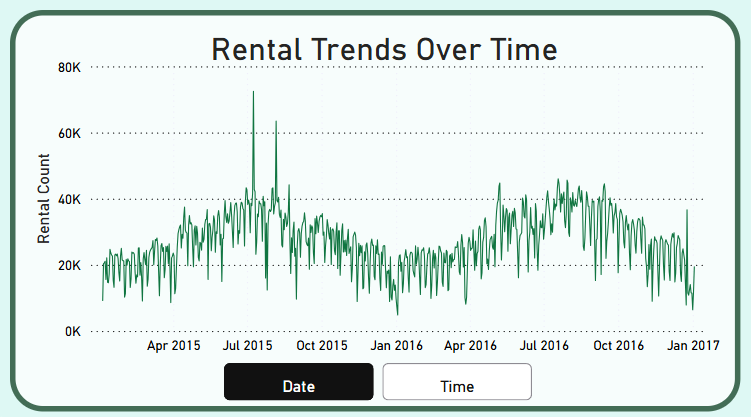 Rental Trends Over Time
80K
60K
40K
20K
0K
Rental Count
Apr 2015 Jul 2015 Oct 2015 Jan 2016 Apr 2016 Jul 2016 Oct 2016 Jan 2017
Date Time